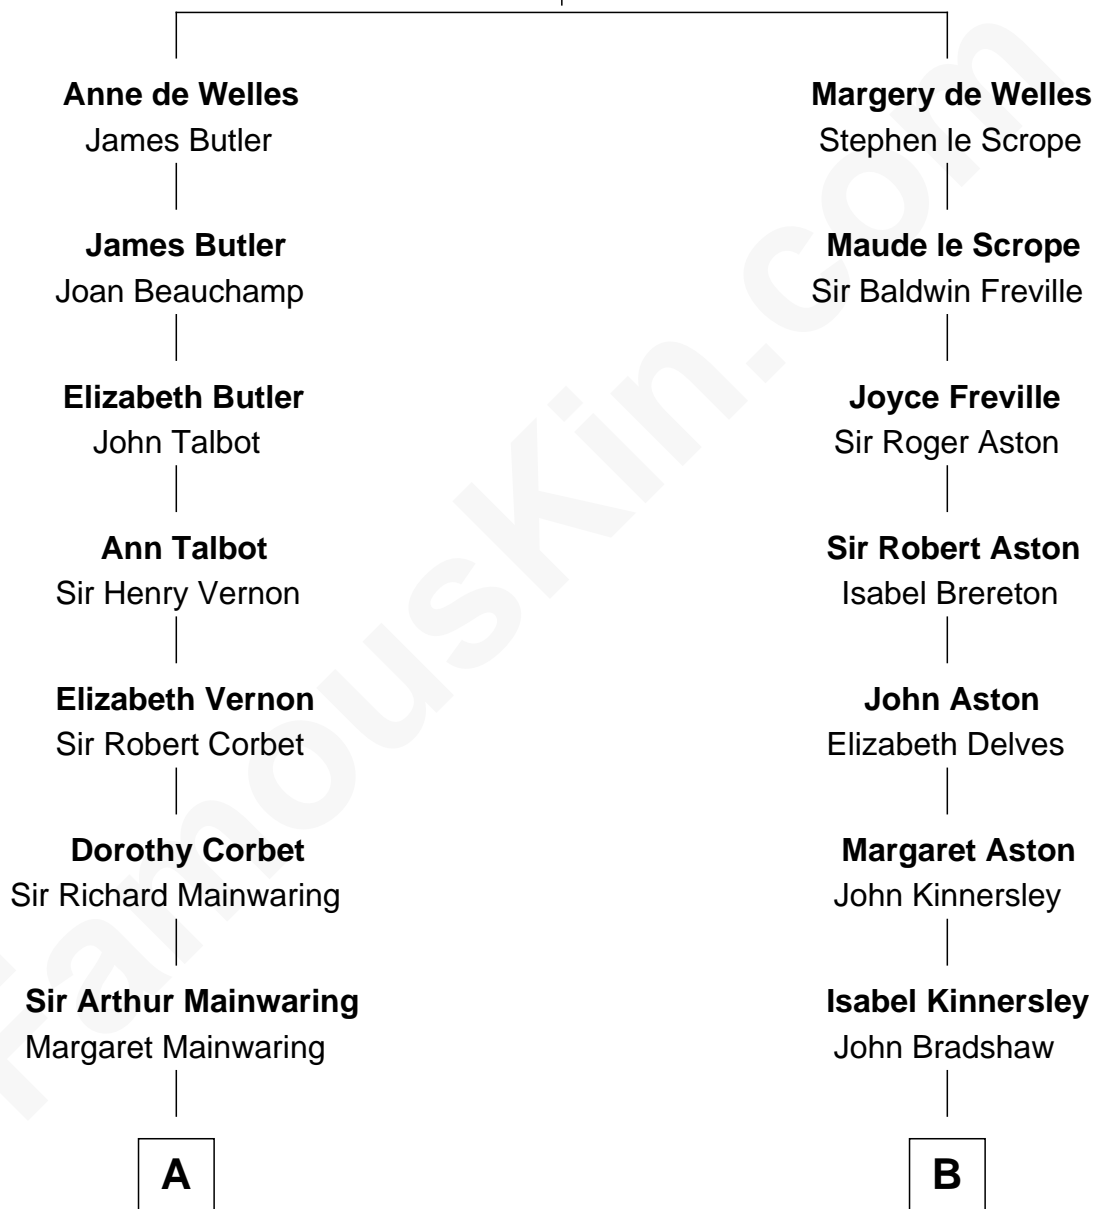 Anne de Welles
James Butler
James Butler
Joan Beauchamp
Elizabeth Butler
John Talbot
Ann Talbot
Sir Henry Vernon
Elizabeth Vernon
Sir Robert Corbet
Dorothy Corbet
Sir Richard Mainwaring
Sir Arthur Mainwaring
Margaret Mainwaring
A
Margery de Welles
Stephen le Scrope
Maude le Scrope
Sir Baldwin Freville
Joyce Freville
Sir Roger Aston
Sir Robert Aston
Isabel Brereton
John Aston
Elizabeth Delves
Margaret Aston
John Kinnersley
Isabel Kinnersley
John Bradshaw
B
FamousKin.com